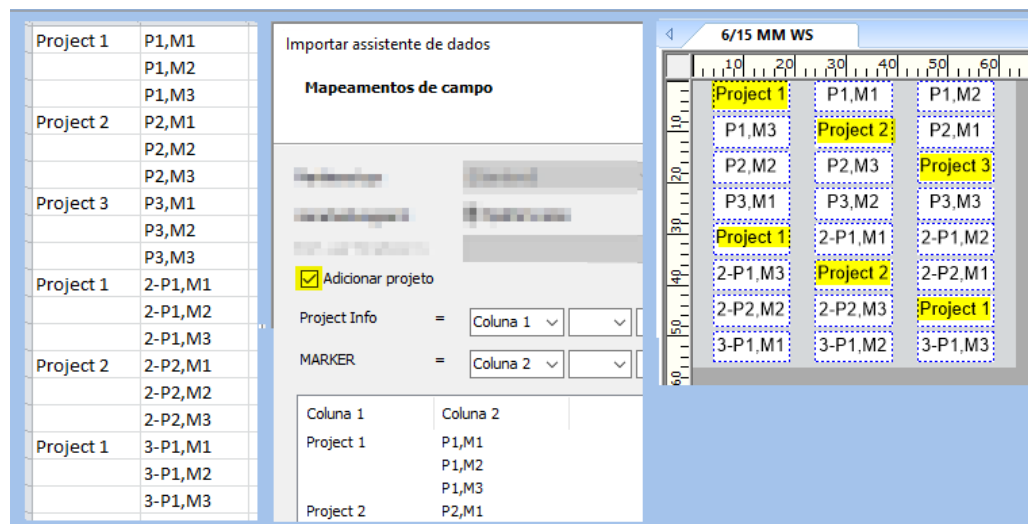 Project 1 P1,M1
P1,M2
P1,M3
Project 2 P2,M1
P2,M2
P2,M3
Project 3 P3,M1
P3,M2
P3,M3
Project 1 2-P1,M1
2-P1,M2
2-P1,M3
Project 2 2-P2,M1
2-P2,M2
2-P2,M3
Project 1 3-P1,M1
3-P1,M2
3-P1,M3
Importar assistente de dados
Mapeamentos de campo
Adicionar projeto
Project Info = Coluna 1
MARKER = Coluna 2
Coluna 1 Coluna 2
Project 1 P1,M1
P1,M2
P1,M3
Project 2 P2,M1
6/15 MM WS
10 20 30 40 50 60
Project 1 P1,M1 P1,M2
10 P1,M3 Project 2 P2,M1
20 P2,M2 P2,M3 Project 3
P3,M1 P3,M2 P3,M3
30 Project 1 2-P1,M1 2-P1,M2
40 2-P1,M3 Project 2 2-P2,M1
2-P2,M2 2-P2,M3 Project 1
50 3-P1,M1 3-P1,M2 3-P1,M3
60